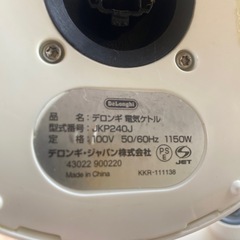 DeLonghi
品 名：デロンギ 電気ケトル
型式番号：JKP240J
定 格：100V 50/60Hz 1150W
デロンギ・ジャパン株式会社
43022 900220
Made in China
PSE
JET
KKR-111138